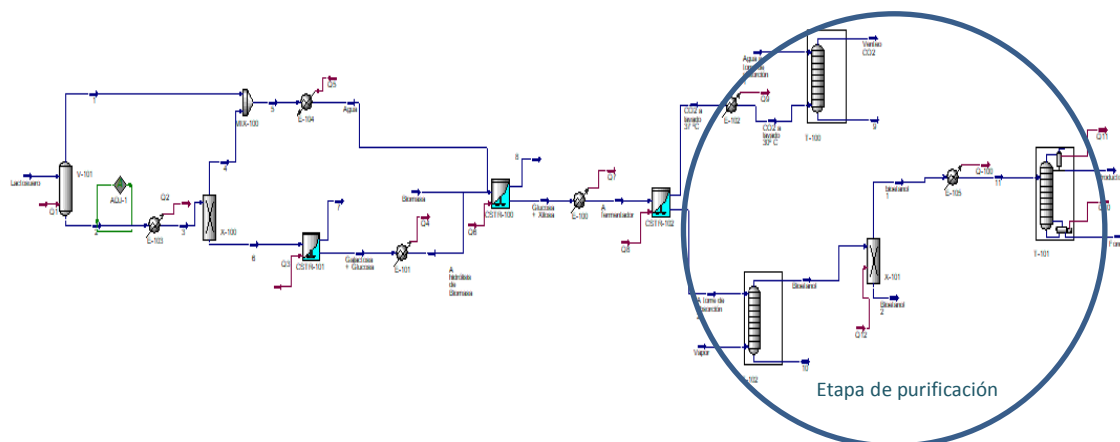 1
MIX-100
5
Q5
E-104
Agua
4
Lactosuero
V-101
Q1
ADJ-1
2
Q2
E-103
3
X-100
6
7
Q3
CSTR-101
Galactosa
+ Glucosa
Q4
E-101
A
hidrólisis
de
Biomasa
Biomasa
8
CSTR-100
Q6
Glucosa
+ Xilosa
Q7
E-100
A
fermentador
CSTR-102
Q8
CO2 a
lavado
37 °C
Q9
E-102
CO2 a
lavado
30° C
Agua a
Venteo
CO2
T-100
9
A Torre de
Vapor
Bioetanol
10
bioetanol
1
X-101
Bioetanol
2
Q12
Q-100
E-105
11
Q11
T-101
Etapa de purificación